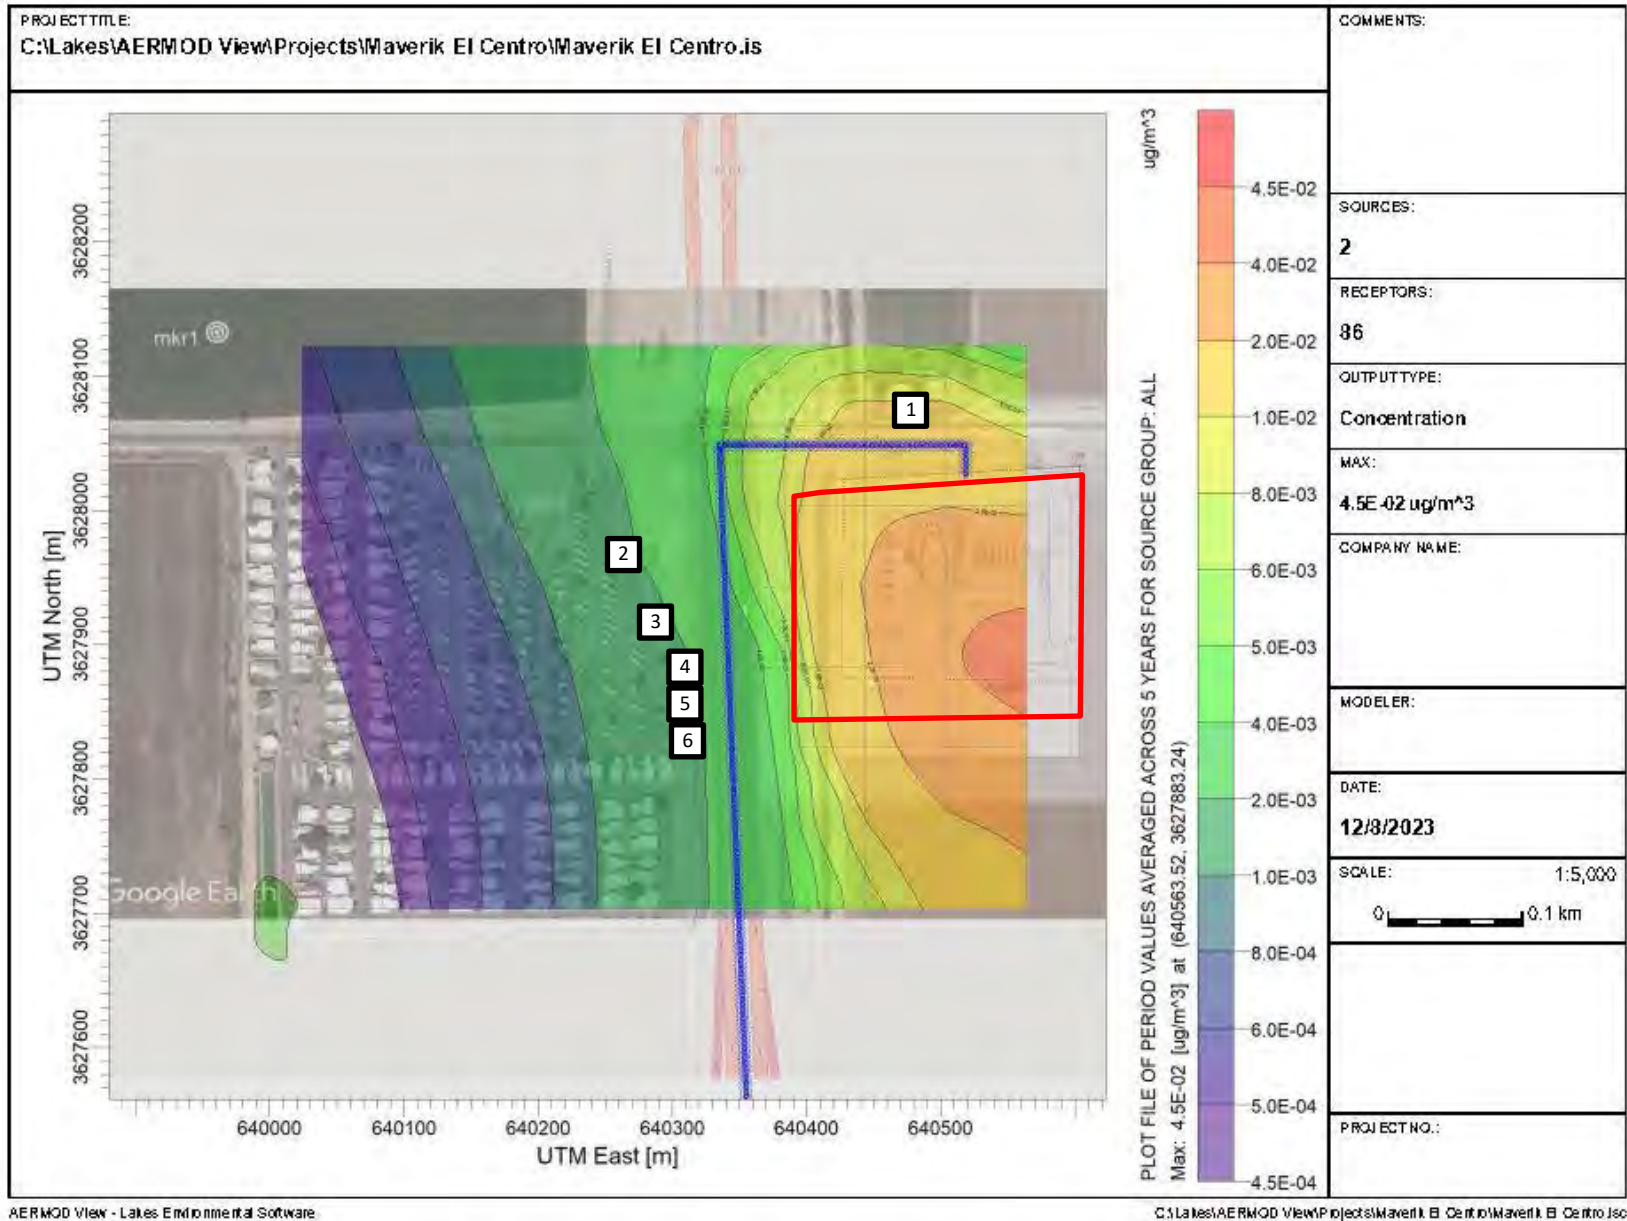 PROJECT TITLE:
C:\Lakes\AERMOD View\Projects\Maverik El Centro\Maverik El Centro.is
COMMENTS:
SOURCES:
2
RECEPTORS:
86
OUTPUT TYPE:
Concentration
MAX:
4.5E-02 ug/m^3
COMPANY NAME:
MODELER:
DATE:
12/8/2023
SCALE:
1:5,000
0
0.1 km
PROJECT NO.:
UTM North [m]
3628200
3628100
3628000
3627900
3627800
3627700
3627600
mkr1
1
2
3
4
5
6
Google Earth
640000
640100
640200
640300
640400
640500
UTM East [m]
PLOT FILE OF PERIOD VALUES AVERAGED ACROSS 5 YEARS FOR SOURCE GROUP: ALL
ug/m^3
Max: 4.5E-02 [ug/m^3] at (640563.52, 3627883.24)
4.5E-02
4.0E-02
2.0E-02
1.0E-02
8.0E-03
6.0E-03
5.0E-03
4.0E-03
2.0E-03
1.0E-03
8.0E-04
6.0E-04
5.0E-04
4.5E-04
AERMOD View - Lakes Environmental Software
C:\Lakes\AERMOD View\Projects\Maverik El Centro\Maverik El Centro.isc